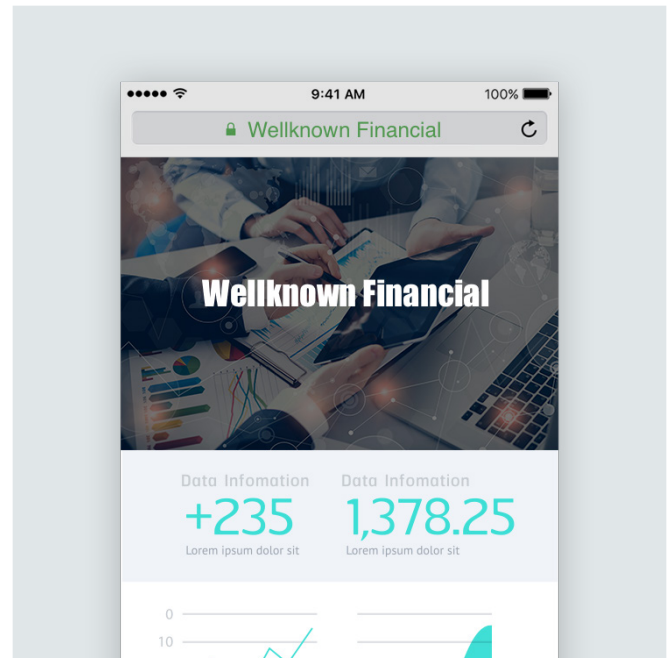 9:41 AM 100%
Wellknown Financial
Wellknown Financial
Data Infomation Data Infomation
+235 1,378.25
Lorem ipsum dolor sit Lorem ipsum dolor sit
0
10